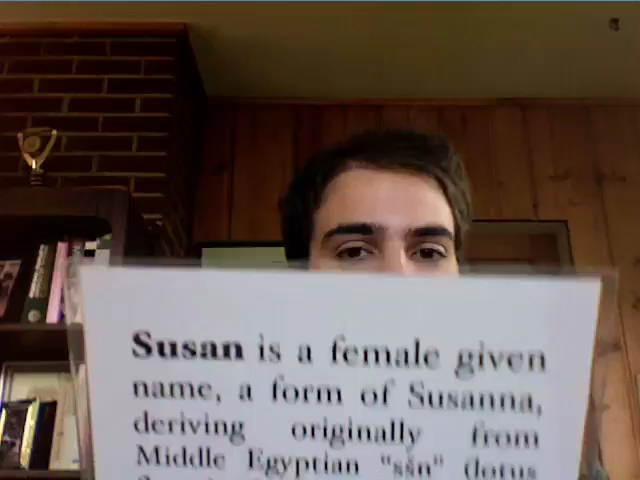 Susan is a female given
name, a form of Susanna,
deriving originally from
Middle Egyptian "sšn" (lotus